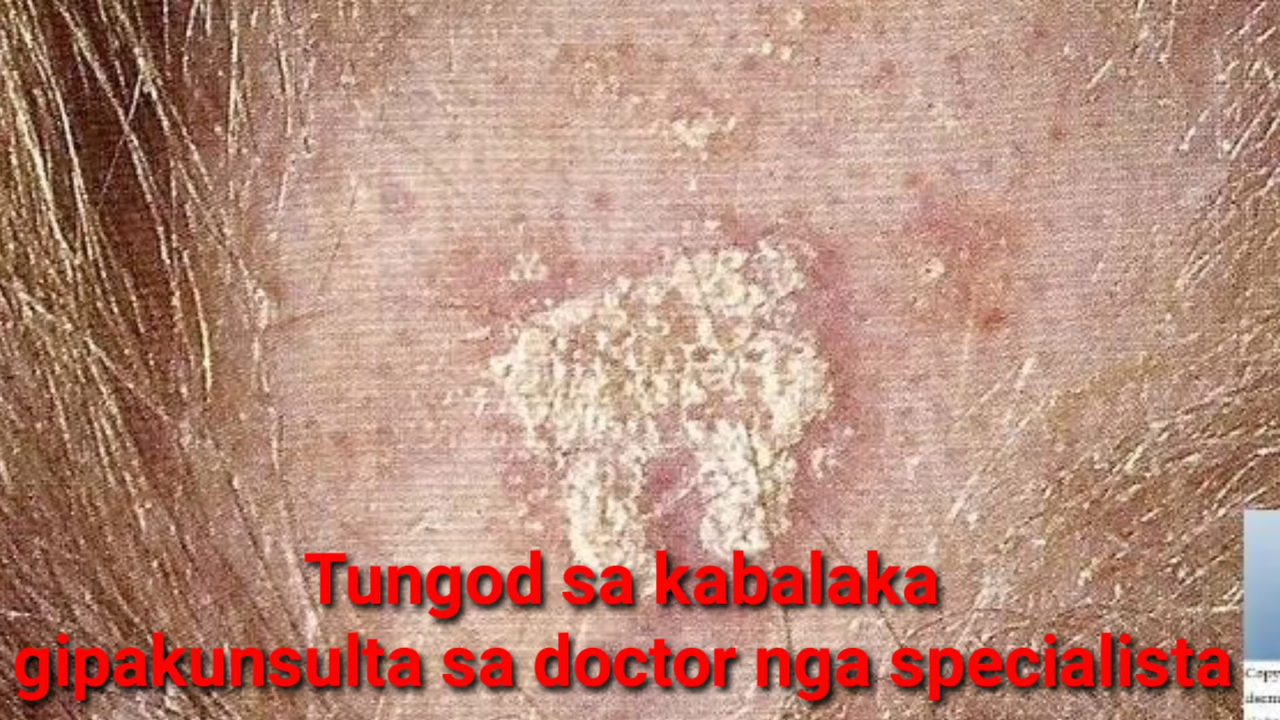 Tungod sa kabalaka
gipakunsulta sa doctor nga specialista